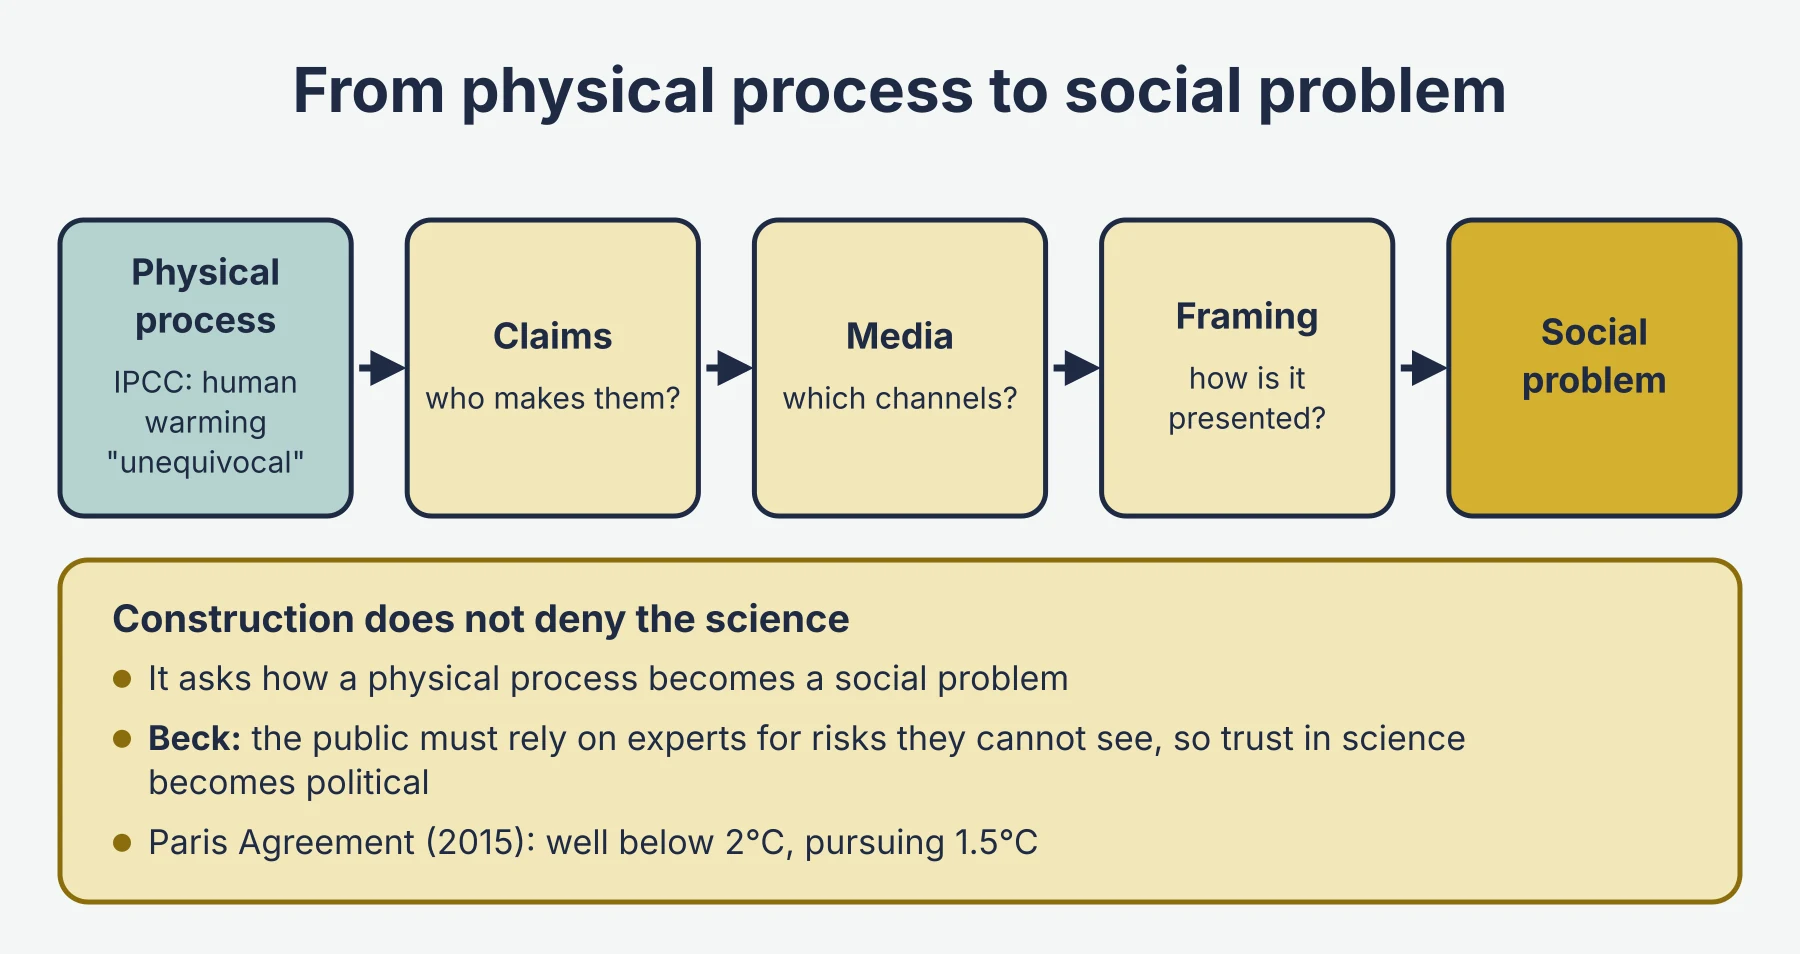 From physical process to social problem
Physical
process
IPCC: human
warming
"unequivocal"
Claims
who makes them?
Media
which channels?
Framing
how is it
presented?
Social
problem
Construction does not deny the science
It asks how a physical process becomes a social problem
Beck: the public must rely on experts for risks they cannot see, so trust in science
becomes political
Paris Agreement (2015): well below 2°C, pursuing 1.5°C